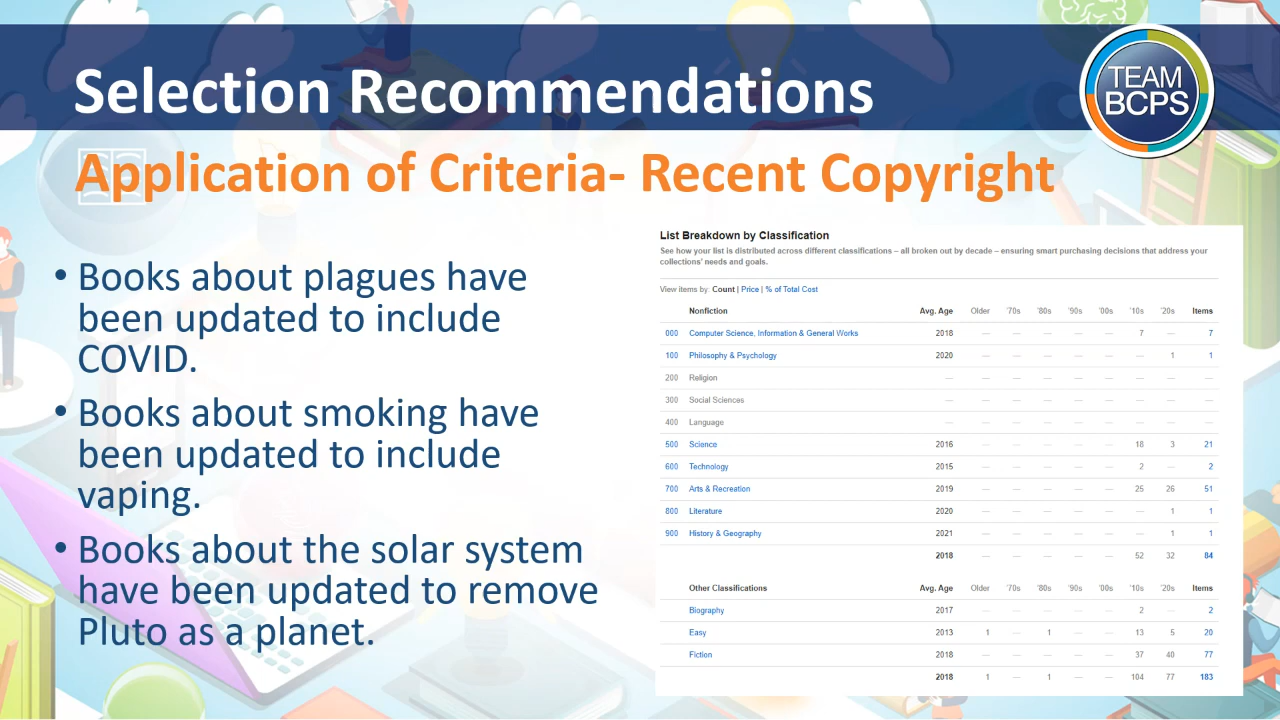 Selection Recommendations
TEAM
BCPS
Application of Criteria- Recent Copyright
• Books about plagues have
been updated to include
COVID.
• Books about smoking have
been updated to include
vaping.
• Books about the solar system
have been updated to remove
Pluto as a planet.
List Breakdown by Classification
See how your list is distributed across different classifications – all broken out by decade – ensuring smart purchasing decisions that address your
collections' needs and goals.
View items by: Count | Price | % of Total Cost
Nonfiction Avg. Age Older '70s '80s '90s '00s '10s '20s Items
000 Computer Science, Information & General Works 2018 — — — — — 7 — 7
100 Philosophy & Psychology 2020 — — — — — — 1 1
200 Religion — — — — — — — — —
300 Social Sciences — — — — — — — — —
400 Language — — — — — — — — —
500 Science 2016 — — — — — 18 3 21
600 Technology 2015 — — — — — 2 — 2
700 Arts & Recreation 2019 — — — — — 25 26 51
800 Literature 2020 — — — — — — 1 1
900 History & Geography 2021 — — — — — — 1 1
2018 — — — — — 52 32 84
Other Classifications Avg. Age Older '70s '80s '90s '00s '10s '20s Items
Biography 2017 — — — — — 2 — 2
Easy 2013 1 — 1 — — 13 5 20
Fiction 2018 — — — — — 37 40 77
2018 1 — 1 — — 104 77 183